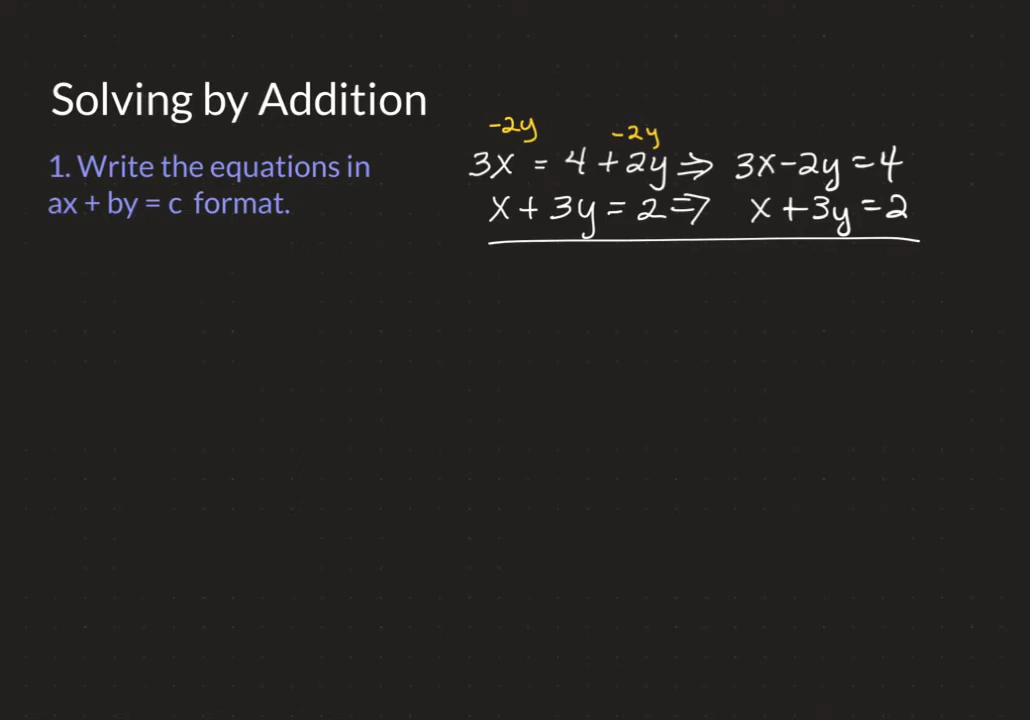 Solving by Addition
1. Write the equations in
ax + by = c format.
-2y -2y
3x = 4 + 2y ⇒ 3x - 2y = 4
x + 3y = 2 ⇒ x + 3y = 2